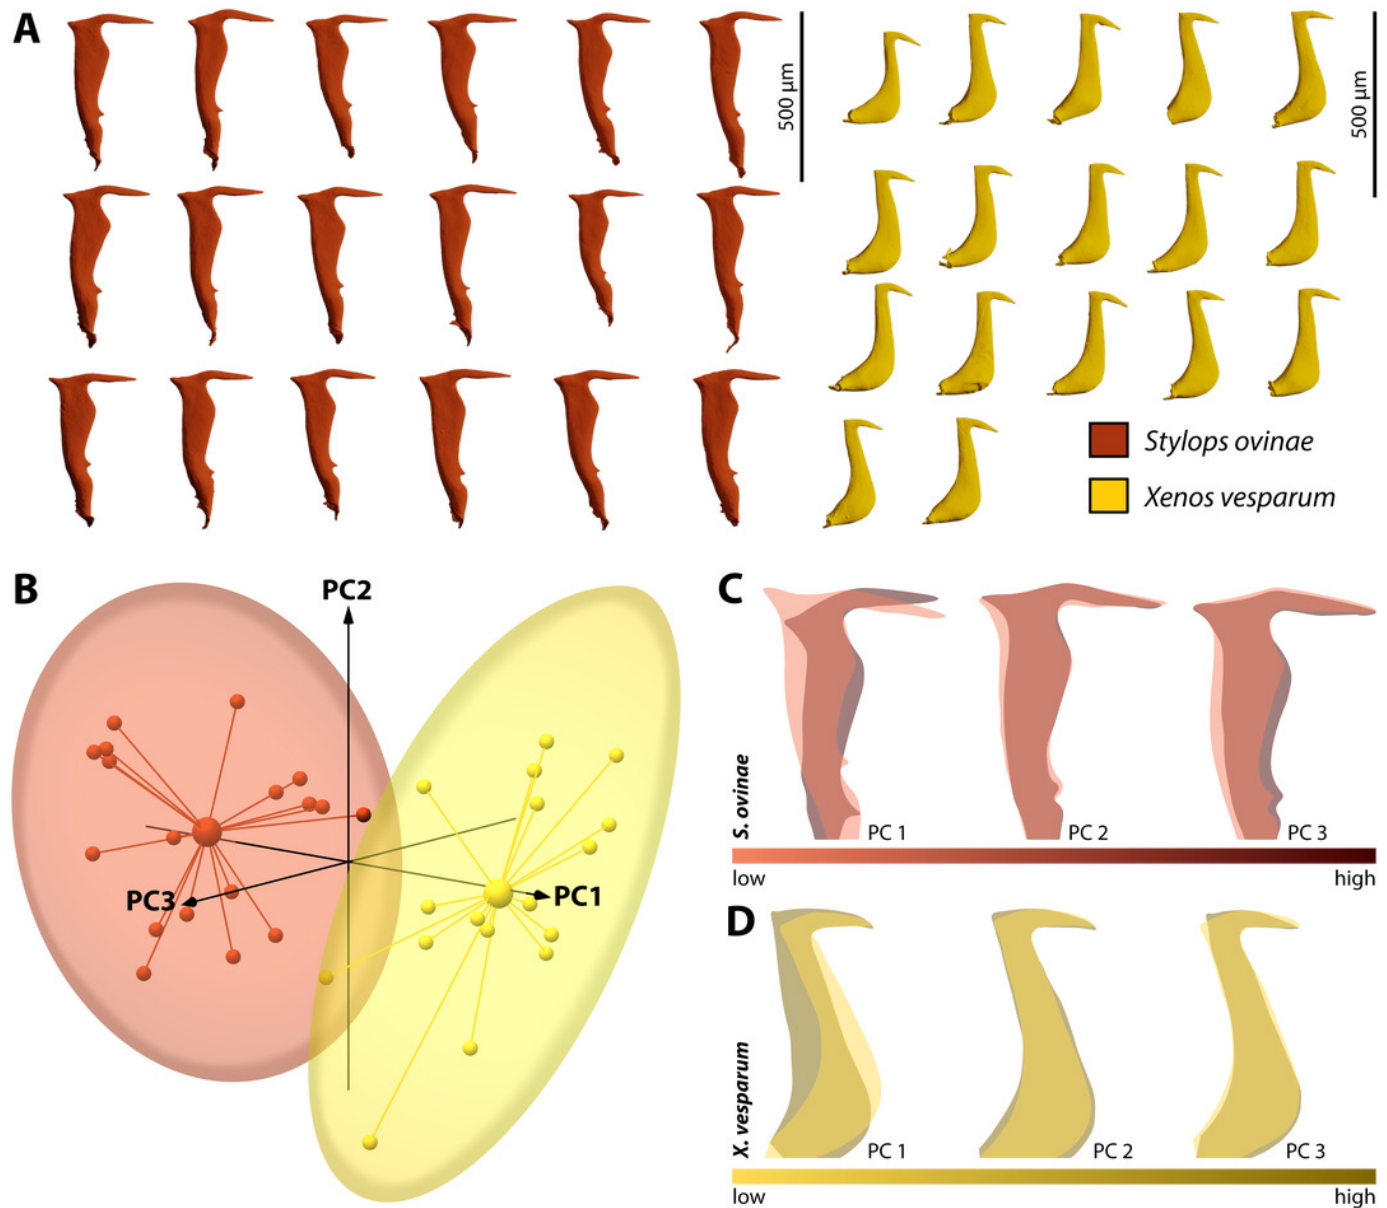 A
500 µm
500 µm
Stylops ovinae
Xenos vesparum
B
PC2
PC3
PC1
C
S. ovinae
PC 1
PC 2
PC 3
low
high
D
X. vesparum
PC 1
PC 2
PC 3
low
high